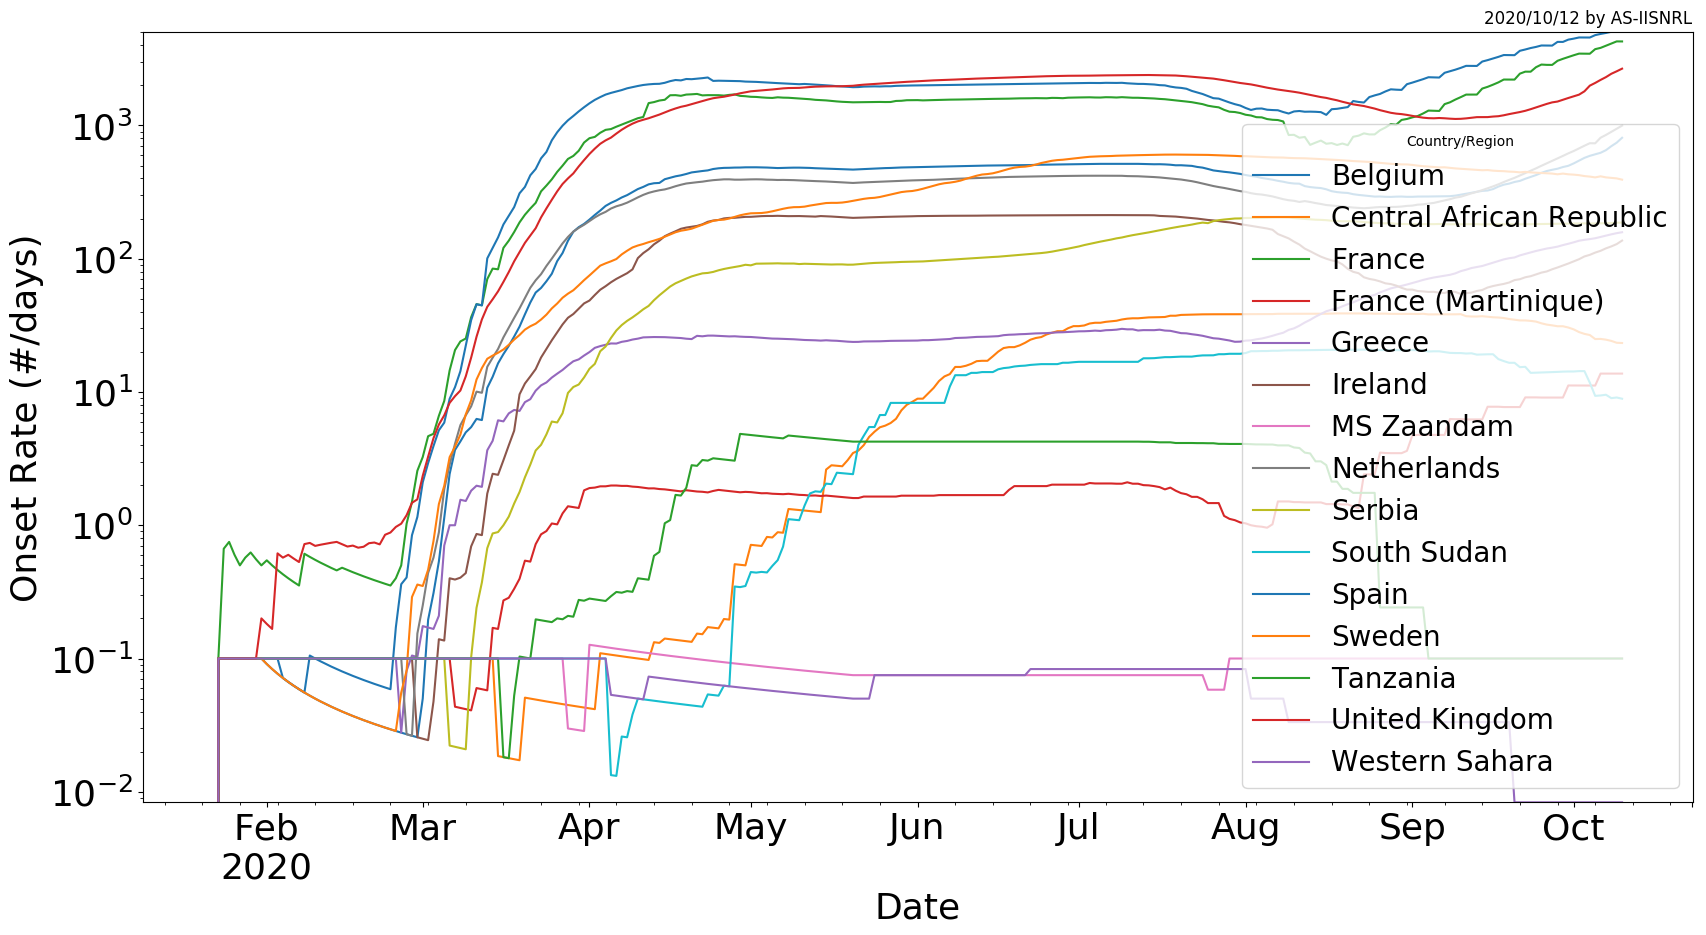 2020/10/12 by AS-IISNRL
Onset Rate (#/days)
10³
10²
10¹
10⁰
10⁻¹
10⁻²
Country/Region
Belgium
Central African Republic
France
France (Martinique)
Greece
Ireland
MS Zaandam
Netherlands
Serbia
South Sudan
Spain
Sweden
Tanzania
United Kingdom
Western Sahara
Feb Mar Apr May Jun Jul Aug Sep Oct
2020
Date